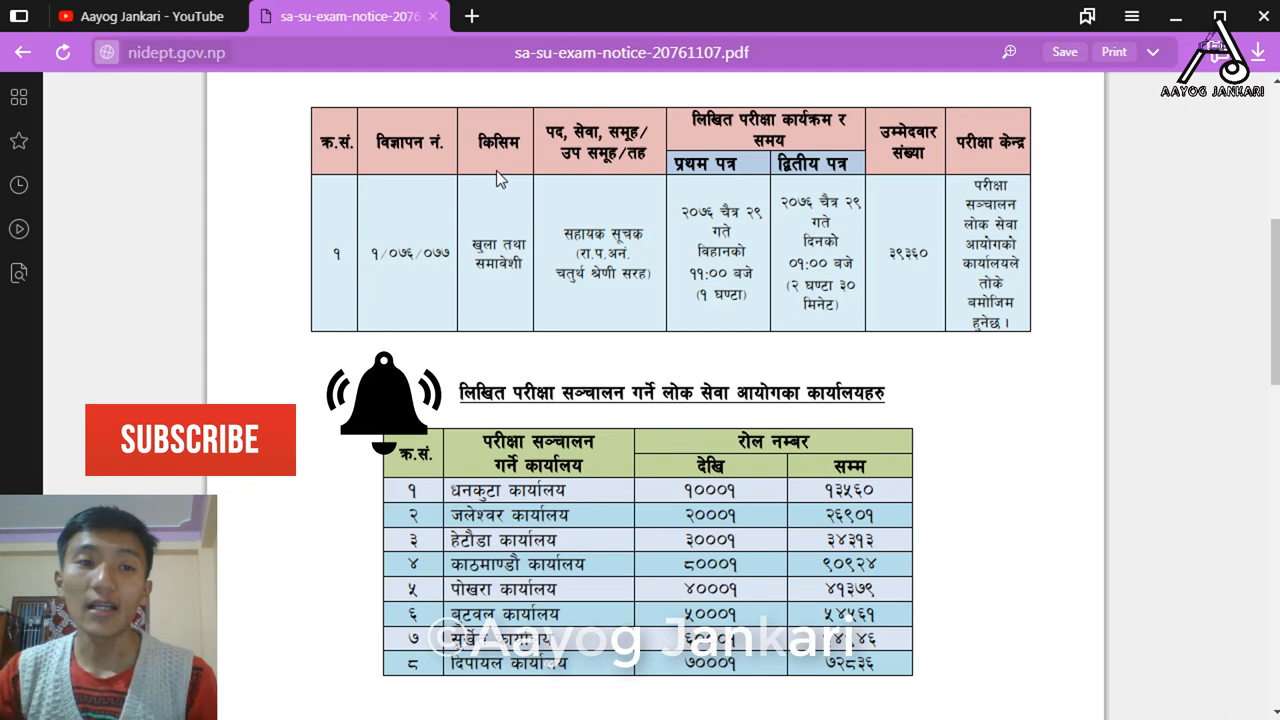 Aayog Jankari - YouTube
sa-su-exam-notice-2076
nidept.gov.np
sa-su-exam-notice-20761107.pdf
Save
Print
AAYOG JANKARI
क्र.सं.
विज्ञापन नं.
किसिम
पद, सेवा, समूह/
उप समूह/तह
लिखित परीक्षा कार्यक्रम र
समय
प्रथम पत्र
द्वितीय पत्र
उम्मेदवार
संख्या
परीक्षा केन्द्र
१
१/०७६/०७७
खुला तथा
समावेशी
सहायक सूचक
(रा.प.अनं.
चतुर्थ श्रेणी सरह)
२०७६ चैत्र २९
गते
विहानको
११:०० बजे
(१ घण्टा)
२०७६ चैत्र २९
गते
दिनको
०१:०० बजे
(२ घण्टा ३०
मिनेट)
३९३६०
परीक्षा
सञ्चालन
लोक सेवा
आयोगको
कार्यालयले
तोके
बमोजिम
हुनेछ ।
लिखित परीक्षा सञ्चालन गर्ने लोक सेवा आयोगका कार्यालयहरु
SUBSCRIBE
क्र.सं.
परीक्षा सञ्चालन
गर्ने कार्यालय
रोल नम्बर
देखि
सम्म
१ धनकुटा कार्यालय १०००१ १३५६०
२ जलेश्वर कार्यालय २०००१ २६९०१
३ हेटौडा कार्यालय ३०००१ ३४३१३
४ काठमाण्डौ कार्यालय ८०००१ ९०९२४
५ पोखरा कार्यालय ४०००१ ४१३७९
६ बुटवल कार्यालय ५०००१ ५४५६१
७ कार्यालय
८ दिपायल कार्यालय ७०००१ ७२८३६
©Aayog Jankari